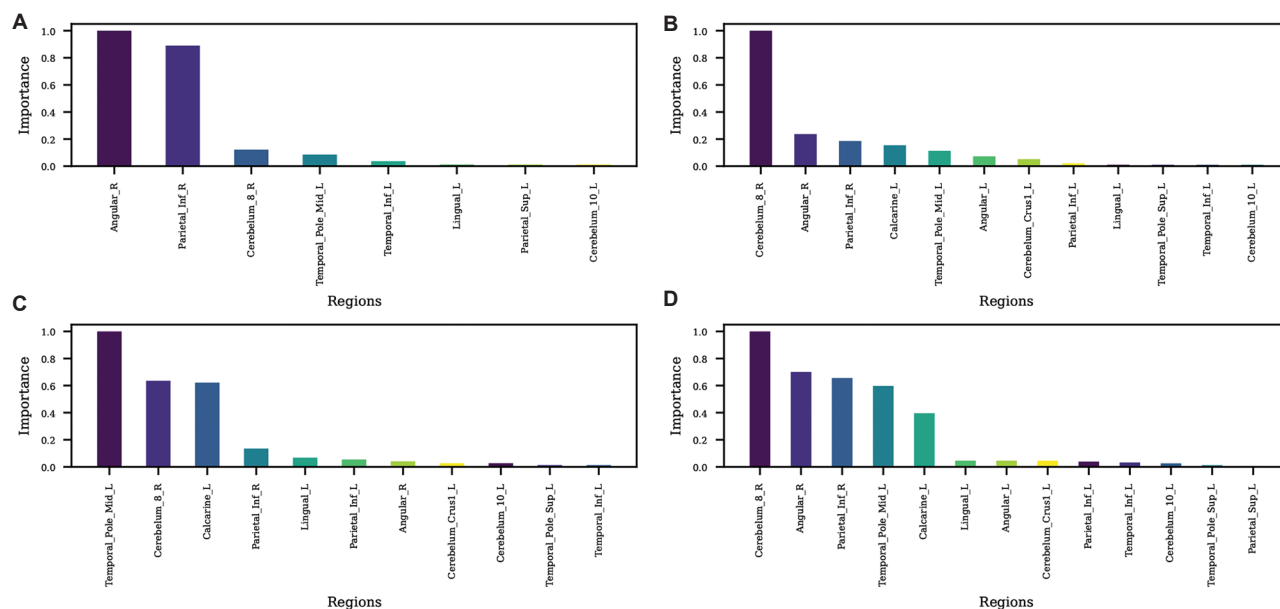 A
Importance
1.0
0.8
0.6
0.4
0.2
0.0
Angular_R
Parietal_Inf_R
Cerebelum_8_R
Temporal_Pole_Mid_L
Temporal_Inf_L
Lingual_L
Parietal_Sup_L
Cerebelum_10_L
Regions
B
Importance
1.0
0.8
0.6
0.4
0.2
0.0
Cerebelum_8_R
Angular_R
Parietal_Inf_R
Calcarine_L
Temporal_Pole_Mid_L
Angular_L
Cerebelum_Crus1_L
Parietal_Inf_L
Lingual_L
Temporal_Pole_Sup_L
Temporal_Inf_L
Cerebelum_10_L
Regions
C
Importance
1.0
0.8
0.6
0.4
0.2
0.0
Temporal_Pole_Mid_L
Cerebelum_8_R
Calcarine_L
Parietal_Inf_R
Lingual_L
Parietal_Inf_L
Angular_R
Cerebelum_Crus1_L
Cerebelum_10_L
Temporal_Pole_Sup_L
Temporal_Inf_L
Regions
D
Importance
1.0
0.8
0.6
0.4
0.2
0.0
Cerebelum_8_R
Angular_R
Parietal_Inf_R
Temporal_Pole_Mid_L
Calcarine_L
Lingual_L
Angular_L
Cerebelum_Crus1_L
Parietal_Inf_L
Temporal_Inf_L
Cerebelum_10_L
Temporal_Pole_Sup_L
Parietal_Sup_L
Regions